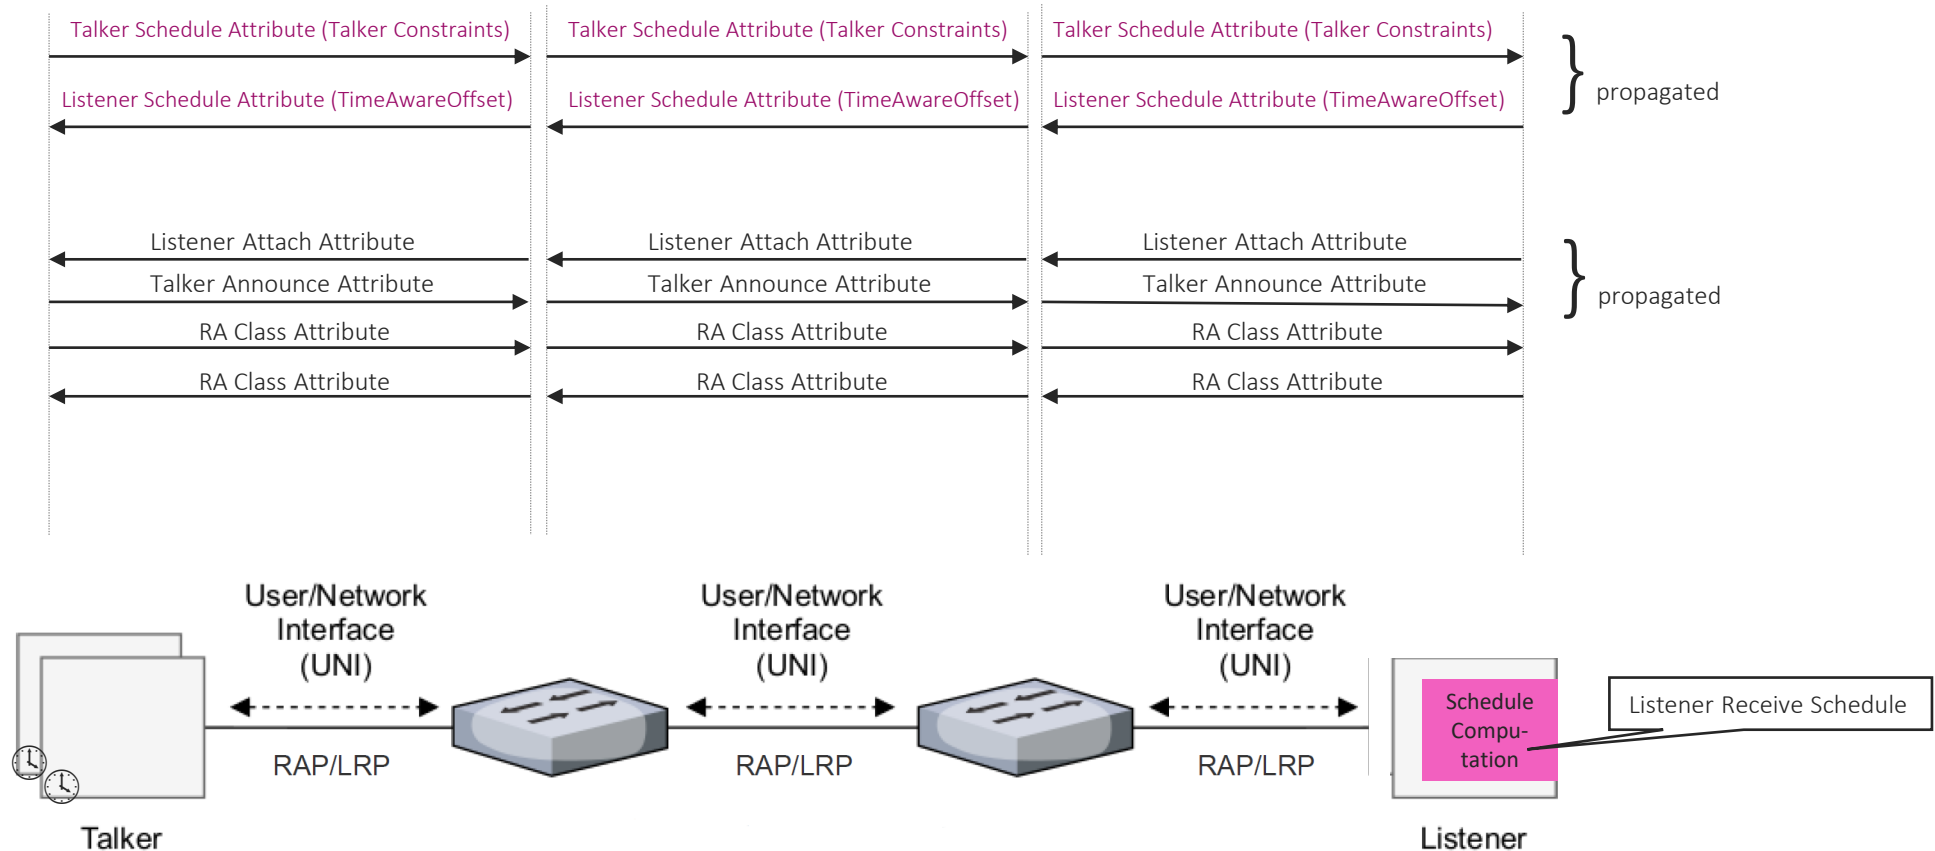 Talker Schedule Attribute (Talker Constraints)
Talker Schedule Attribute (Talker Constraints)
Talker Schedule Attribute (Talker Constraints)
propagated
Listener Schedule Attribute (TimeAwareOffset)
Listener Schedule Attribute (TimeAwareOffset)
Listener Schedule Attribute (TimeAwareOffset)
Listener Attach Attribute
Listener Attach Attribute
Listener Attach Attribute
Talker Announce Attribute
Talker Announce Attribute
Talker Announce Attribute
propagated
RA Class Attribute
RA Class Attribute
RA Class Attribute
RA Class Attribute
RA Class Attribute
RA Class Attribute
User/Network
Interface
(UNI)
User/Network
Interface
(UNI)
User/Network
Interface
(UNI)
RAP/LRP
RAP/LRP
RAP/LRP
Schedule
Compu-
tation
Listener Receive Schedule
Talker
Listener